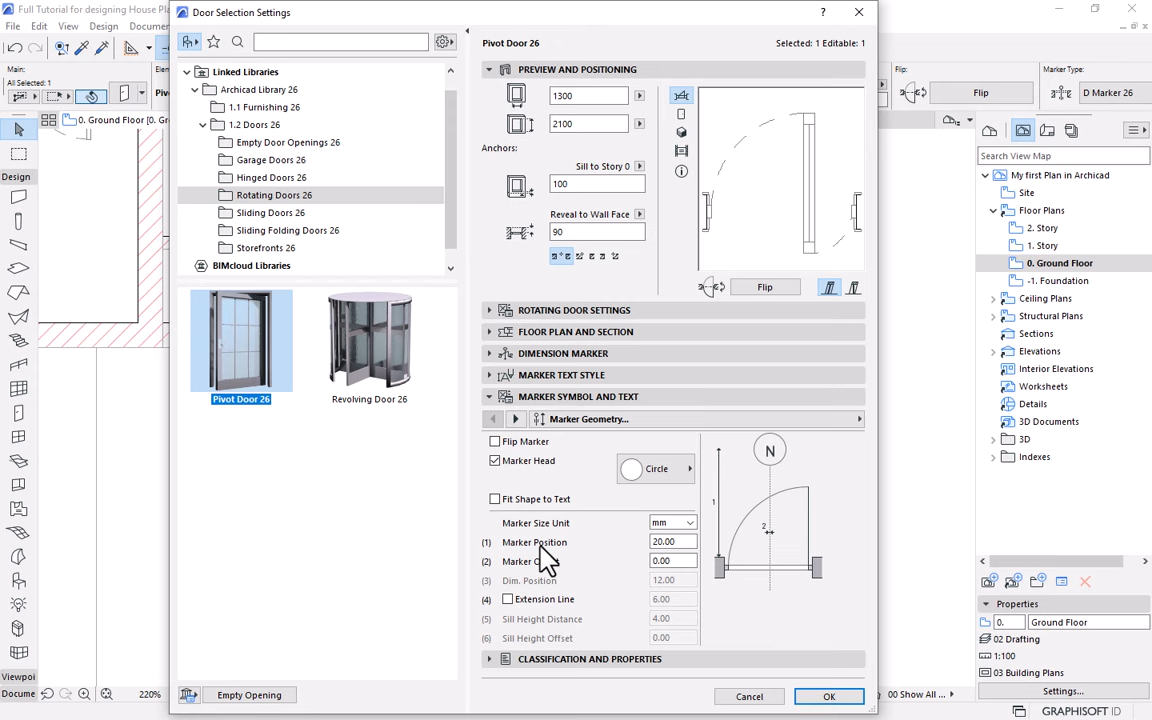 Full Tutorial for designing House Pl
Door Selection Settings
?
File Edit View Design Documen
Pivot Door 26
Selected: 1 Editable: 1
Main:
All Selected: 1
Linked Libraries
Archicad Library 26
1.1 Furnishing 26
1.2 Doors 26
Empty Door Openings 26
Garage Doors 26
Hinged Doors 26
Rotating Doors 26
Sliding Doors 26
Sliding Folding Doors 26
Storefronts 26
BIMcloud Libraries
Pivot Door 26
Revolving Door 26
Empty Opening
PREVIEW AND POSITIONING
1300
2100
Anchors:
Sill to Story 0
100
Reveal to Wall Face
90
Flip
ROTATING DOOR SETTINGS
FLOOR PLAN AND SECTION
DIMENSION MARKER
MARKER TEXT STYLE
MARKER SYMBOL AND TEXT
Marker Geometry...
Flip Marker
Marker Head
Circle
Fit Shape to Text
Marker Size Unit mm
(1) Marker Position 20.00
(2) Marker 0.00
(3) Dim. Position 12.00
(4) Extension Line 6.00
(5) Sill Height Distance 4.00
(6) Sill Height Offset 0.00
N
1
2
CLASSIFICATION AND PROPERTIES
Cancel
OK
Flip:
Flip
Marker Type:
D Marker 26
0. Ground Floor [0. Gr
Design
Viewpoi
Docume
220%
Search View Map
My first Plan in Archicad
Site
Floor Plans
2. Story
1. Story
0. Ground Floor
-1. Foundation
Ceiling Plans
Structural Plans
Sections
Elevations
Interior Elevations
Worksheets
Details
3D Documents
3D
Indexes
Properties
0. Ground Floor
02 Drafting
1:100
03 Building Plans
Settings...
00 Show All ...
GRAPHISOFT ID